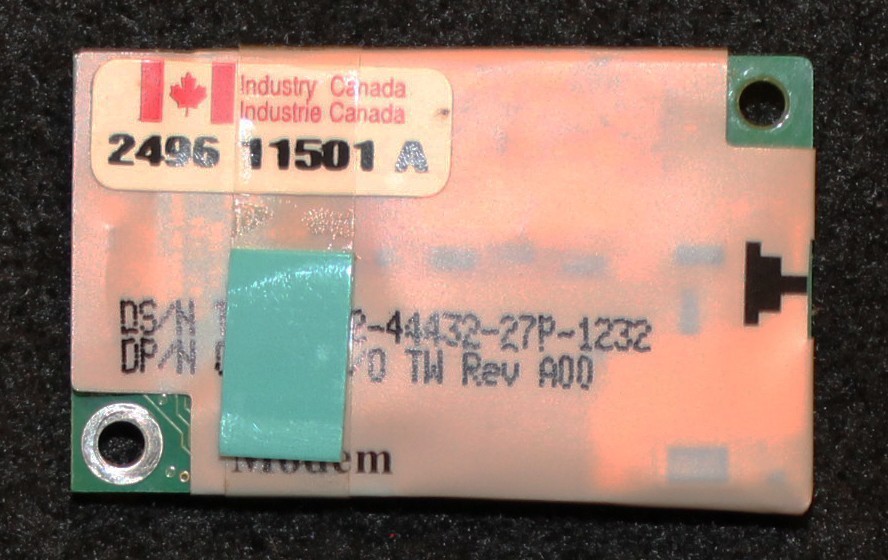 Industry Canada
Industrie Canada
2496 11501 A
DS/N
-44432-27P-1232
DP/N /0 TW Rev A00
Modem